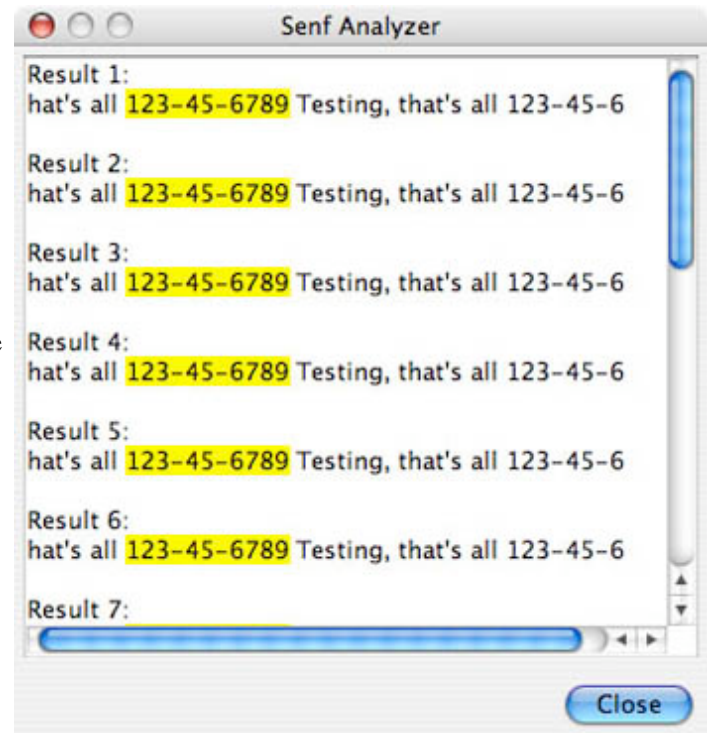 Senf Analyzer
Result 1:
hat's all 123-45-6789 Testing, that's all 123-45-6
Result 2:
hat's all 123-45-6789 Testing, that's all 123-45-6
Result 3:
hat's all 123-45-6789 Testing, that's all 123-45-6
Result 4:
hat's all 123-45-6789 Testing, that's all 123-45-6
Result 5:
hat's all 123-45-6789 Testing, that's all 123-45-6
Result 6:
hat's all 123-45-6789 Testing, that's all 123-45-6
Result 7:
Close